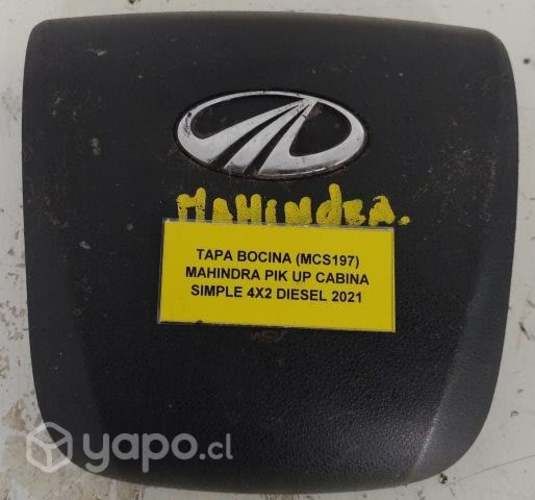 MAHINDRA.
TAPA BOCINA (MCS197)
MAHINDRA PIK UP CABINA
SIMPLE 4X2 DIESEL 2021
yapo.cl